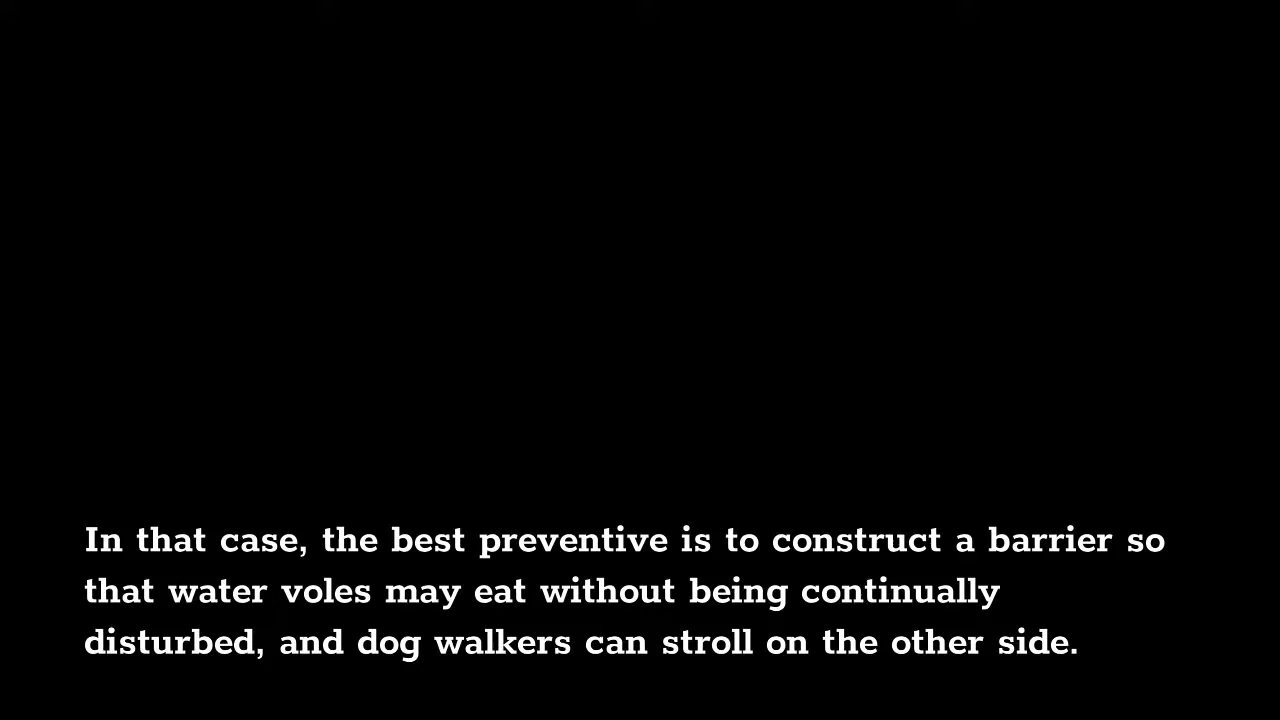 In that case, the best preventive is to construct a barrier so
that water voles may eat without being continually
disturbed, and dog walkers can stroll on the other side.